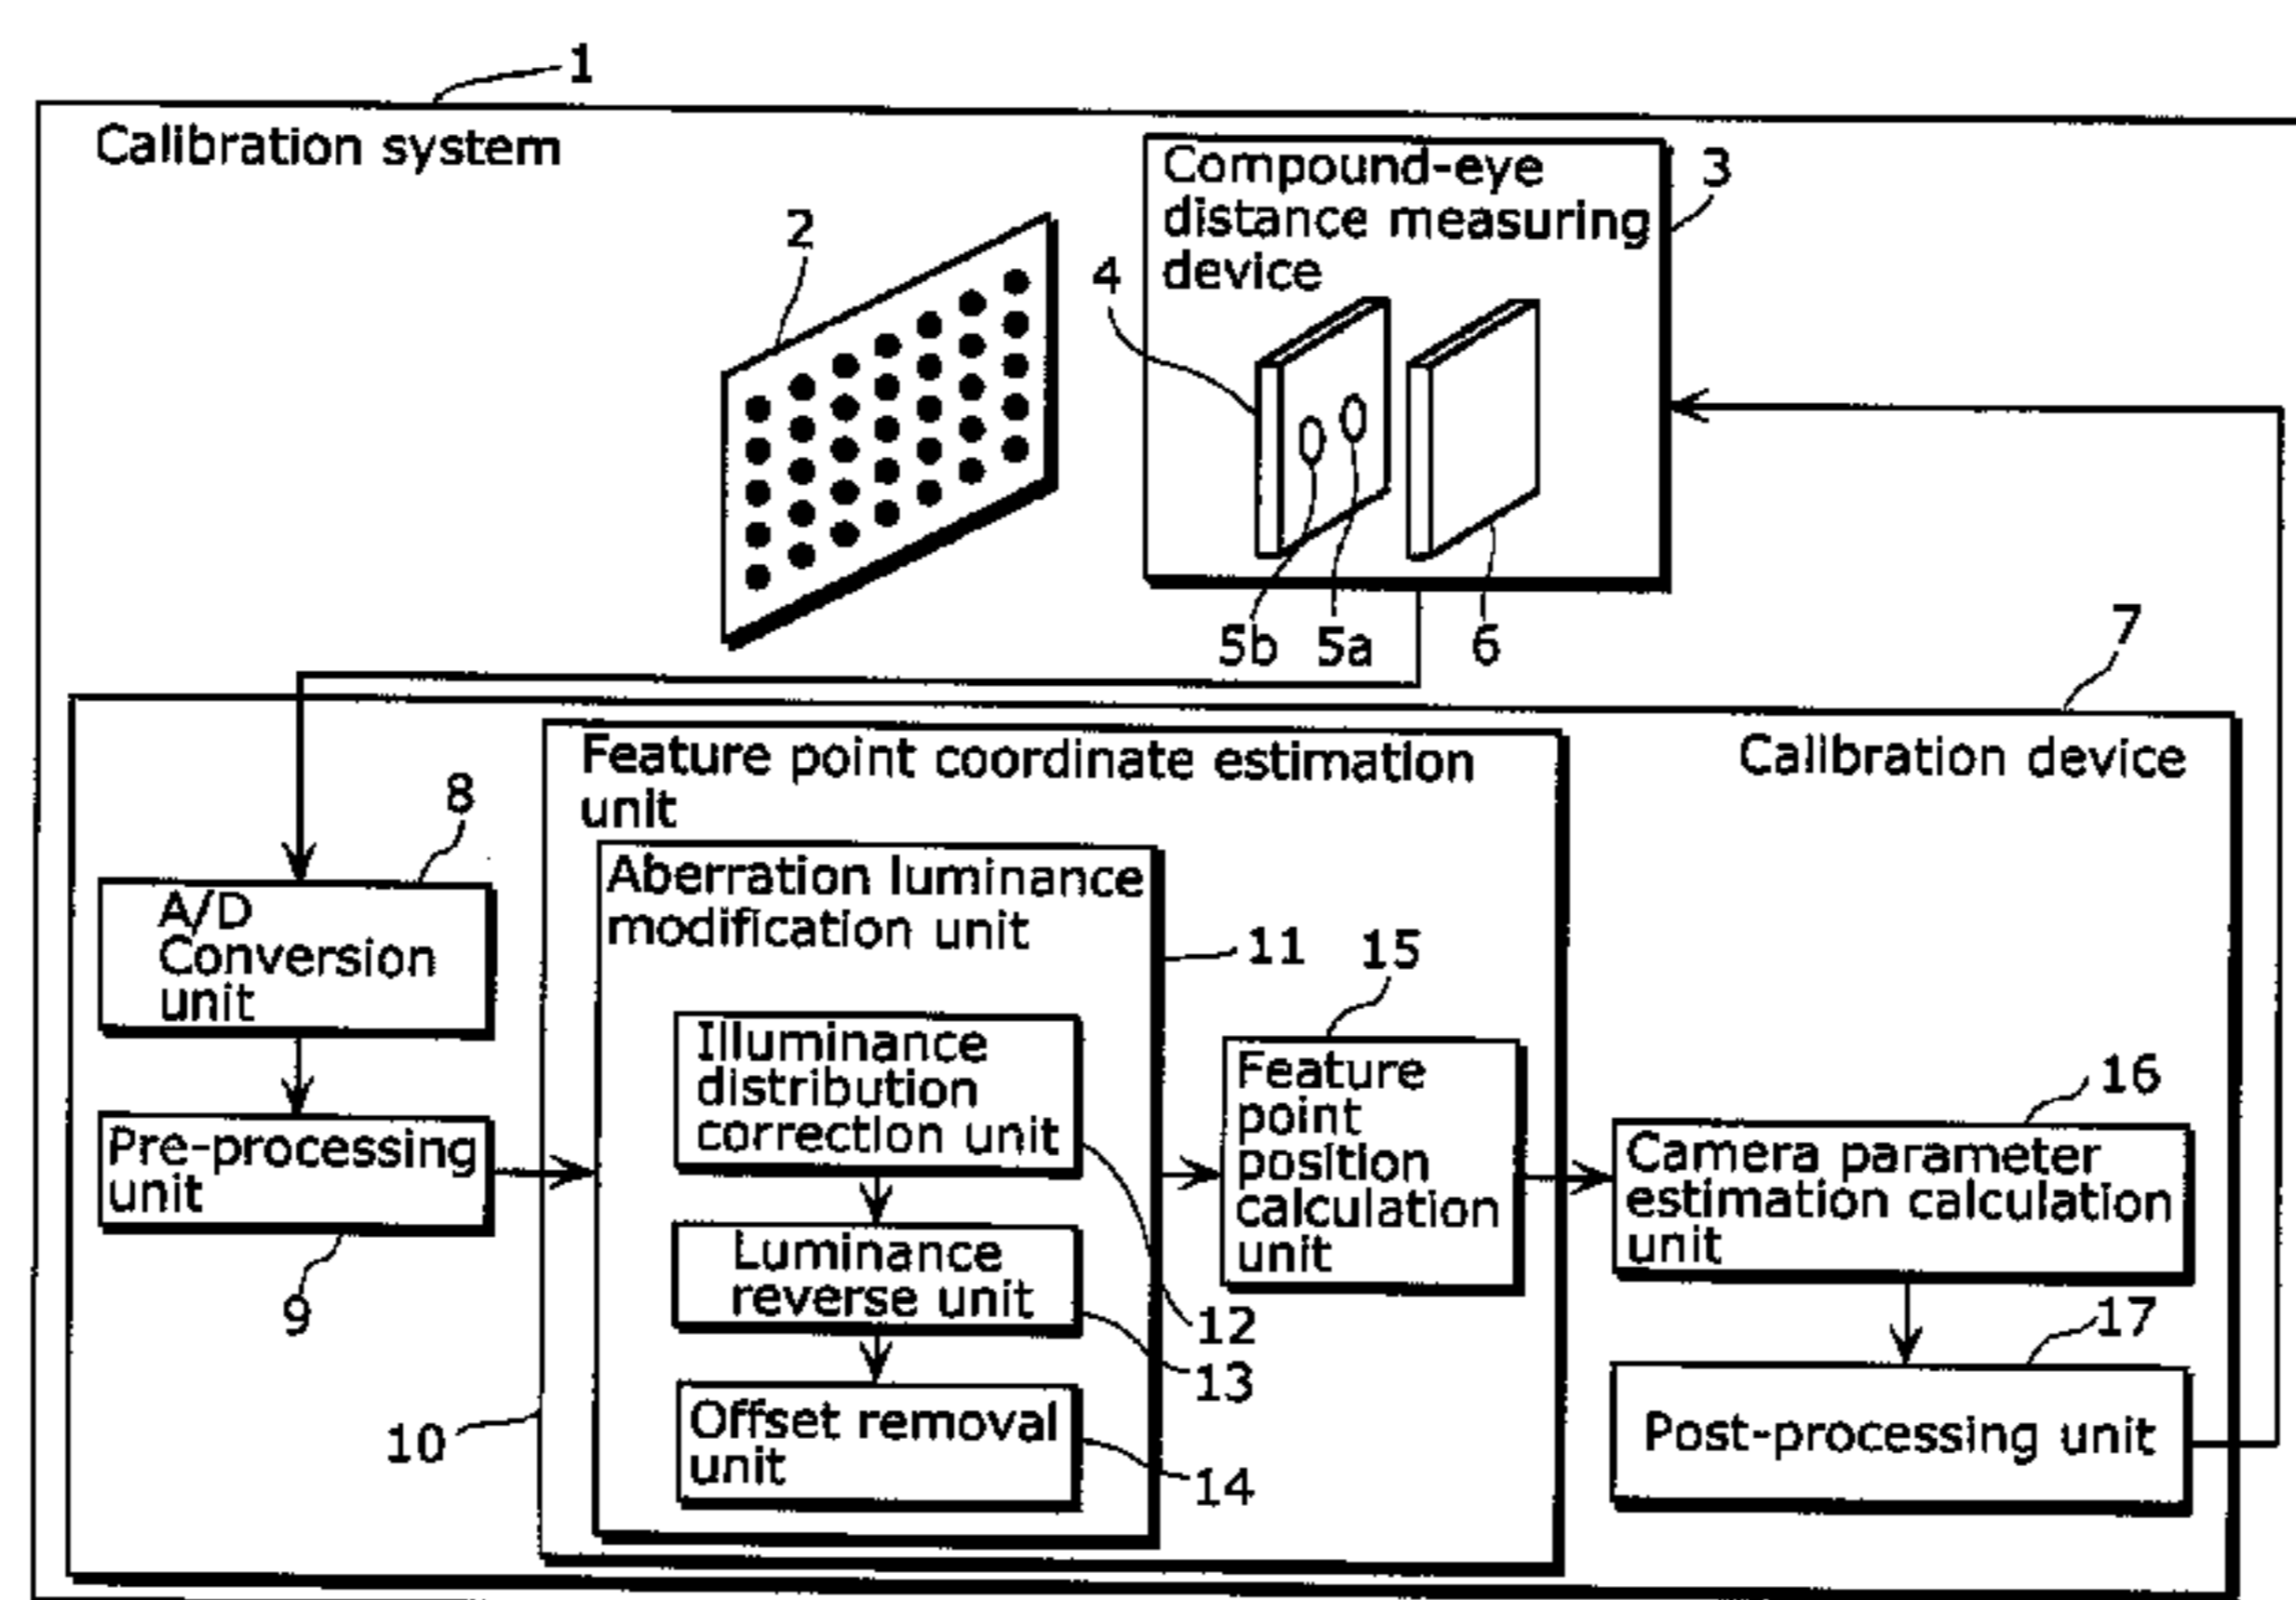 1
Calibration system
Compound-eye
distance measuring
device
3
2
4
5b
5a
6
7
Calibration device
Feature point coordinate estimation
unit
8
A/D
Conversion
unit
Aberration luminance
modification unit
11
15
Illuminance
distribution
correction unit
Feature
point
position
calculation
unit
16
Pre-processing
unit
Camera parameter
estimation calculation
unit
9
Luminance
reverse unit
12
17
13
10
Offset removal
unit
14
Post-processing unit